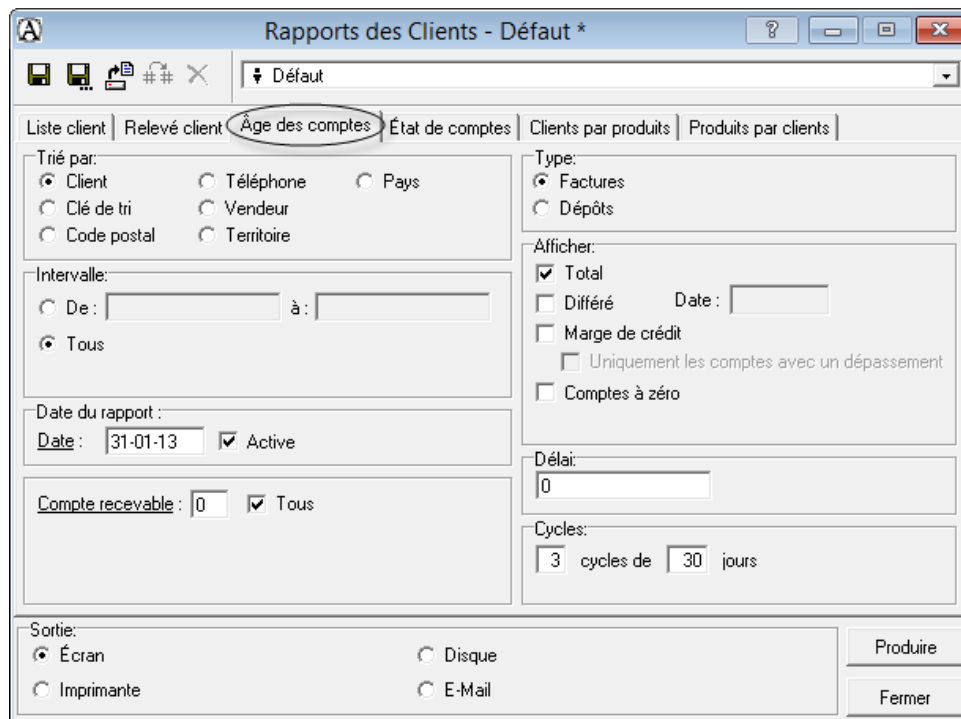 A Rapports des Clients - Défaut * ?
Défaut
Liste client Relevé client Âge des comptes État de comptes Clients par produits Produits par clients
Trié par:
Client Téléphone Pays
Clé de tri Vendeur
Code postal Territoire
Type:
Factures
Dépôts
Intervalle:
De : à :
Tous
Afficher:
Total
Différé Date :
Marge de crédit
Uniquement les comptes avec un dépassement
Comptes à zéro
Date du rapport :
Date : 31-01-13 Active
Compte recevable : 0 Tous
Délai:
0
Cycles:
3 cycles de 30 jours
Sortie:
Écran Disque
Imprimante E-Mail
Produire
Fermer